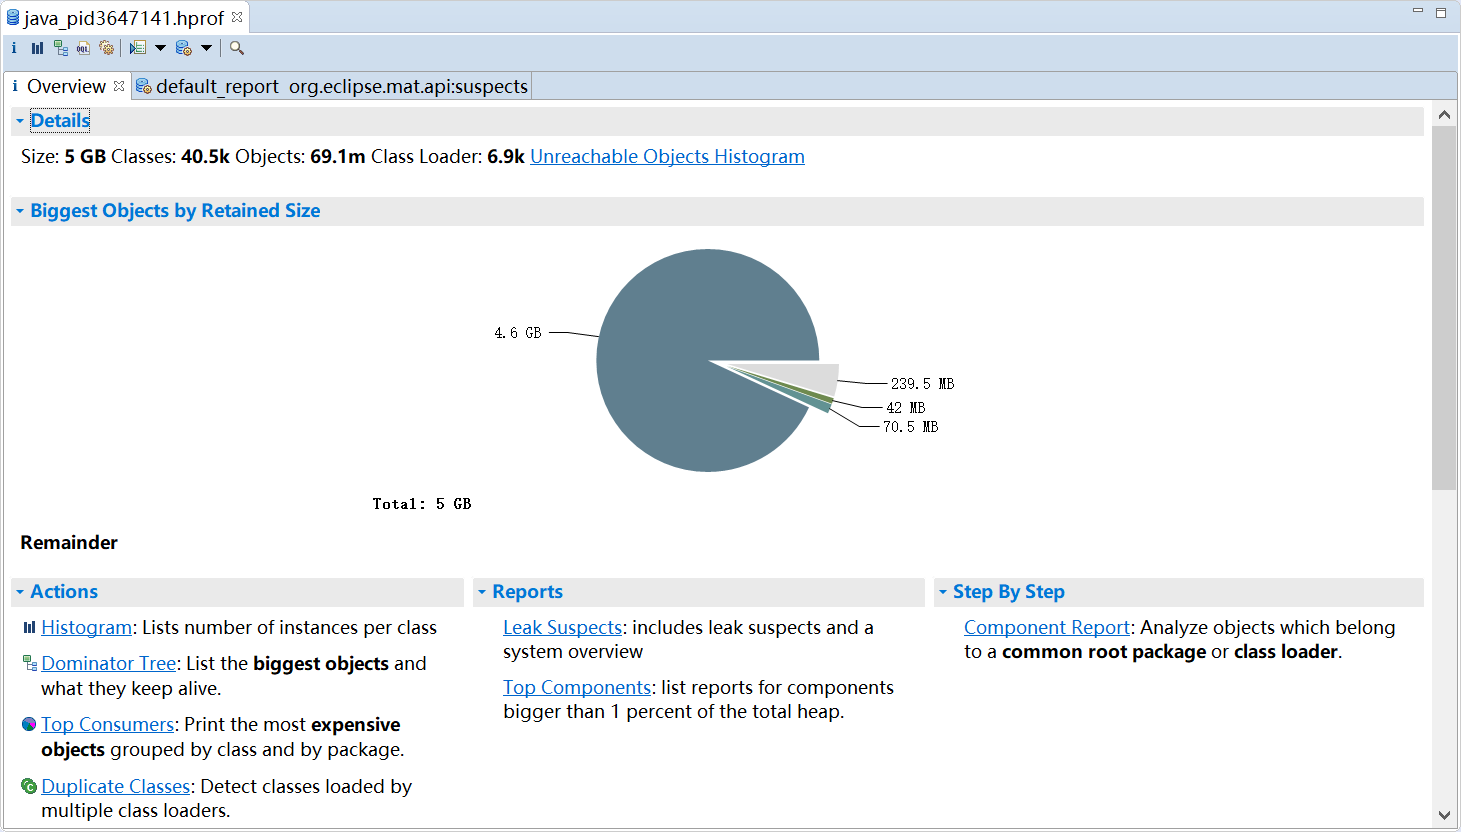 java_pid3647141.hprof
Overview
default_report org.eclipse.mat.api:suspects
Details
Size: 5 GB Classes: 40.5k Objects: 69.1m Class Loader: 6.9k Unreachable Objects Histogram
Biggest Objects by Retained Size
4.6 GB
239.5 MB
42 MB
70.5 MB
Total: 5 GB
Remainder
Actions
Histogram: Lists number of instances per class
Dominator Tree: List the biggest objects and
what they keep alive.
Top Consumers: Print the most expensive
objects grouped by class and by package.
Duplicate Classes: Detect classes loaded by
multiple class loaders.
Reports
Leak Suspects: includes leak suspects and a
system overview
Top Components: list reports for components
bigger than 1 percent of the total heap.
Step By Step
Component Report: Analyze objects which belong
to a common root package or class loader.